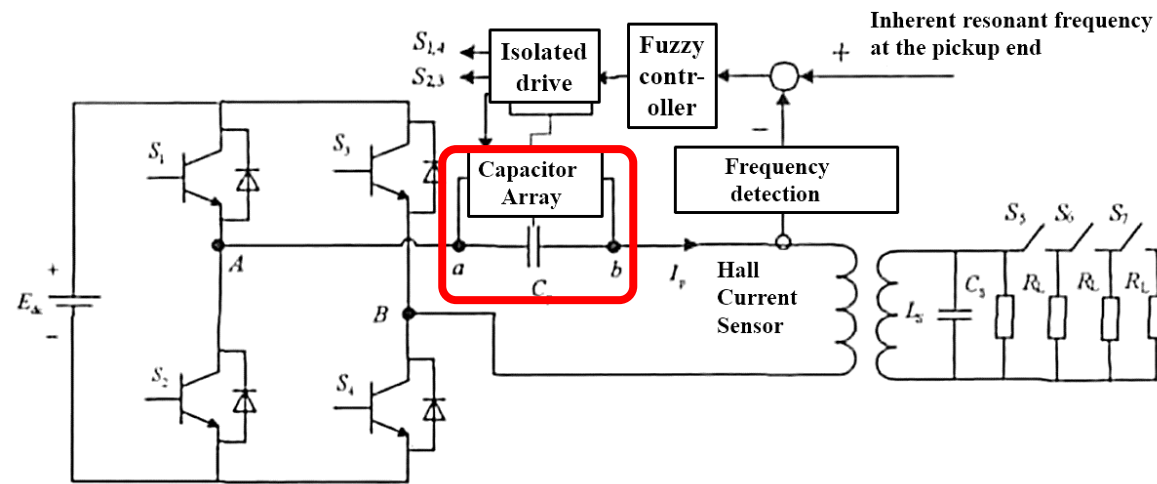 Inherent resonant frequency
at the pickup end
+
S1,4
S2,3
Isolated
drive
Fuzzy
contr-
oller
−
S1
S3
Capacitor
Array
Frequency
detection
S5
S6
S7
A
a
b
Ip
Hall
Current
Sensor
+
Edc
−
B
LS
CS
RL
RL
RL
S2
S4